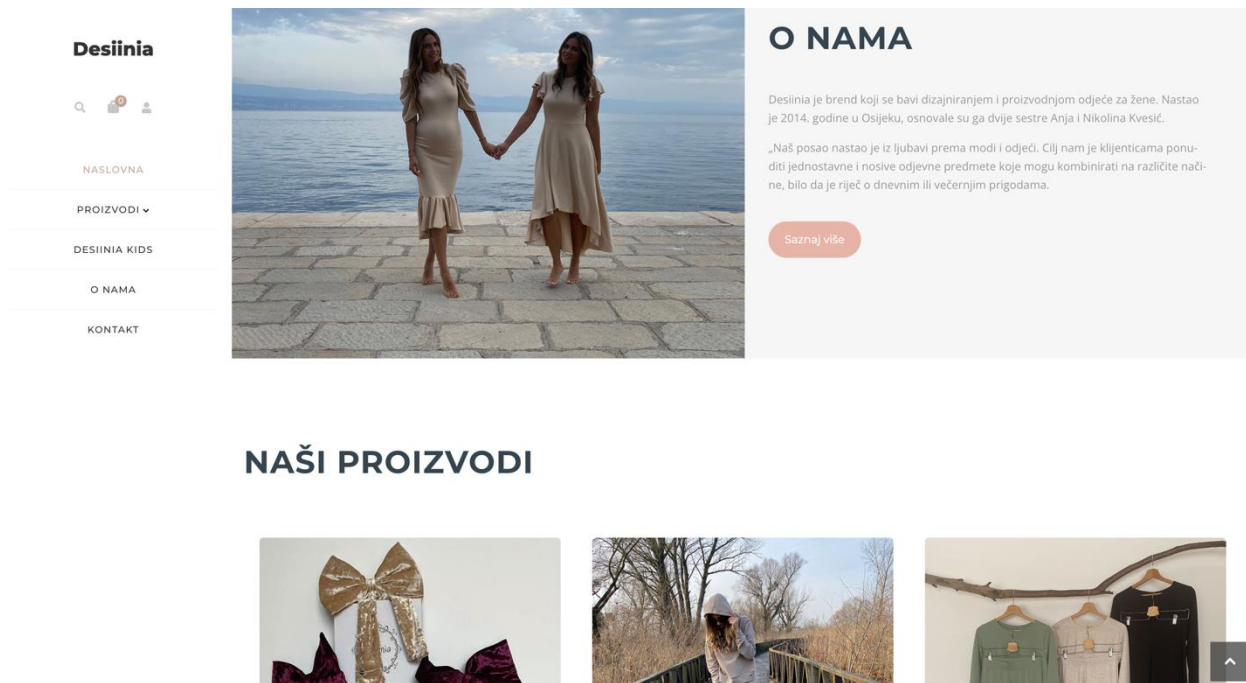 Desiinia
0
NASLOVNA
PROIZVODI
DESIINIA KIDS
O NAMA
KONTAKT
O NAMA
Desiinia je brend koji se bavi dizajniranjem i proizvodnjom odjeće za žene. Nastao
je 2014. godine u Osijeku, osnovale su ga dvije sestre Anja i Nikolina Kvesić.
„Naš posao nastao je iz ljubavi prema modi i odjeći. Cilj nam je klijenticama ponu-
diti jednostavne i nosive odjevne predmete koje mogu kombinirati na različite nači-
ne, bilo da je riječ o dnevnim ili večernjim prigodama.
Saznaj više
NAŠI PROIZVODI